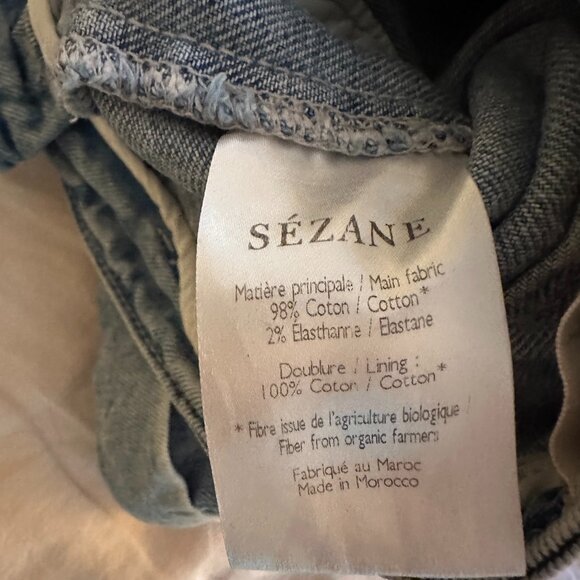 SÉZANE
Matière principale / Main fabric
98% Coton / Cotton*
2% Élasthanne / Elastane
Doublure / Lining :
100% Coton / Cotton*
* Fibre issue de l'agriculture biologique /
Fiber from organic farmers
Fabriqué au Maroc
Made in Morocco